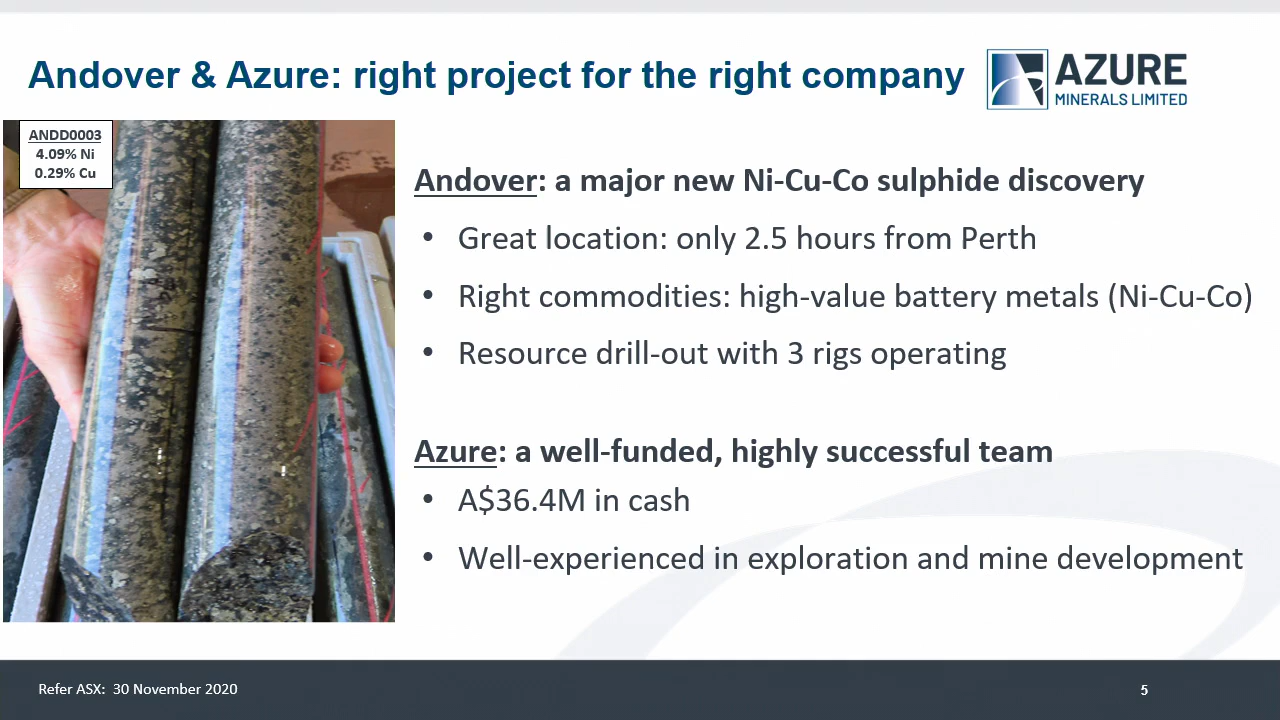 Andover & Azure: right project for the right company
AZURE
MINERALS LIMITED
ANDD0003
4.09% Ni
0.29% Cu
Andover: a major new Ni-Cu-Co sulphide discovery
• Great location: only 2.5 hours from Perth
• Right commodities: high-value battery metals (Ni-Cu-Co)
• Resource drill-out with 3 rigs operating
Azure: a well-funded, highly successful team
• A$36.4M in cash
• Well-experienced in exploration and mine development
Refer ASX: 30 November 2020
5